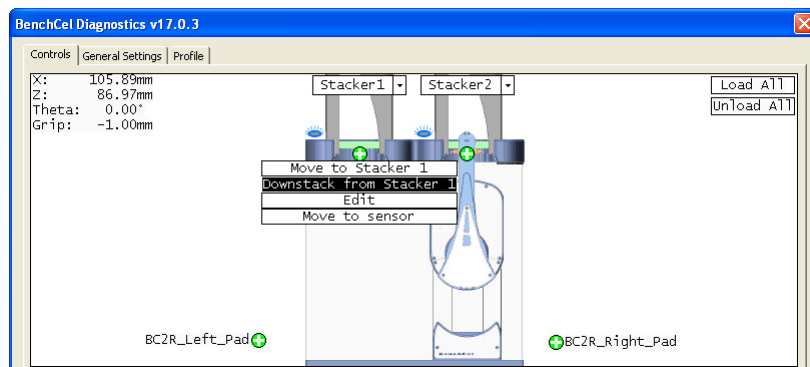 BenchCel Diagnostics v17.0.3
Controls General Settings Profile
X: 105.89mm
Z: 86.97mm
Theta: 0.00°
Grip: -1.00mm
Stacker1 Stacker2
Load All
Unload All
Move to Stacker 1
Downstack from Stacker 1
Edit
Move to sensor
BC2R_Left_Pad
BC2R_Right_Pad
BenchCel